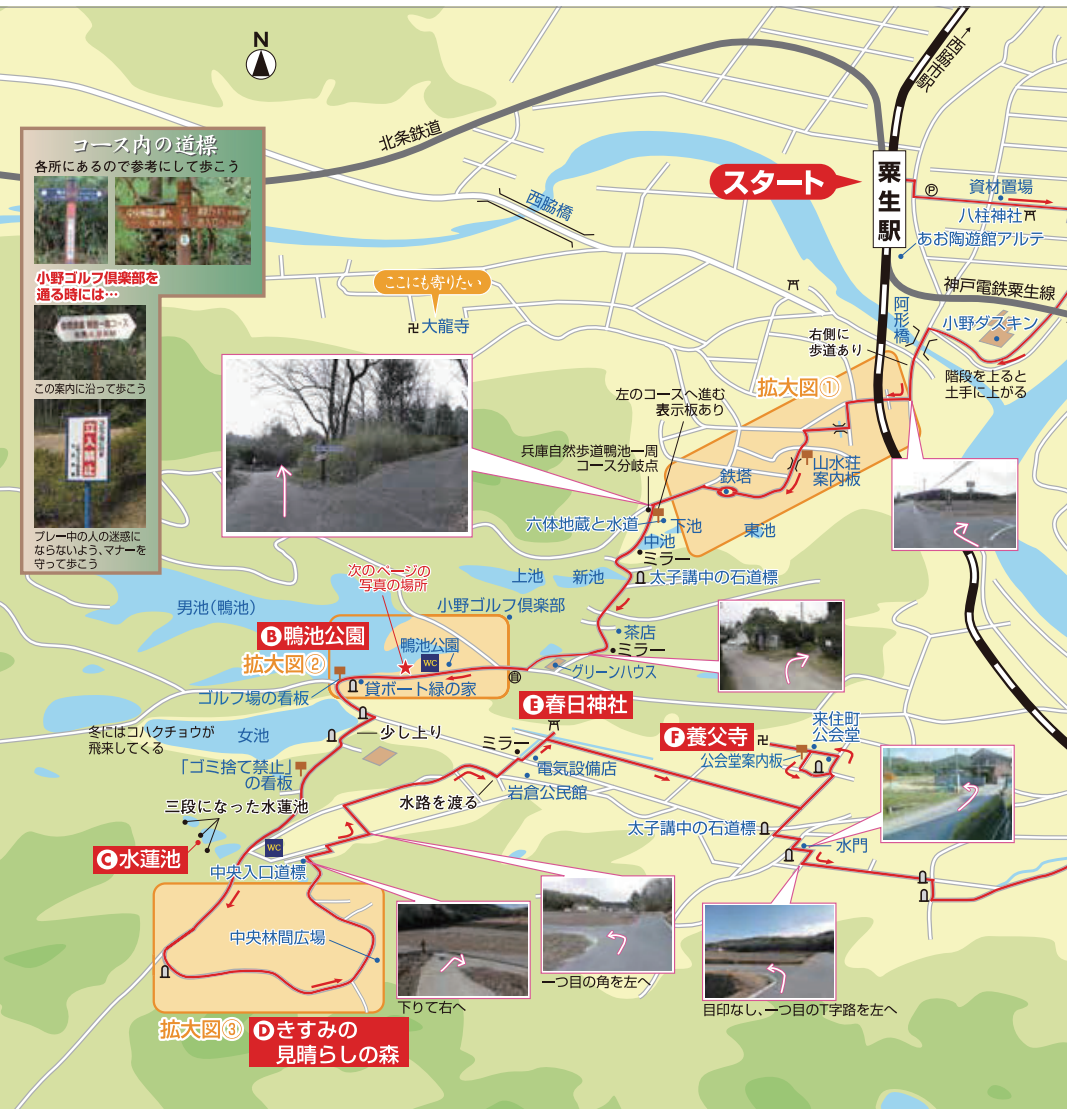 N
西脇市駅
北条鉄道
コース内の道標
各所にあるので参考にして歩こう
小野ゴルフ倶楽部を
通る時には…
この案内に沿って歩こう
立入禁止
プレー中の人の迷惑に
ならないよう、マナーを
守って歩こう
スタート
粟生駅
P
資材置場
八柱神社
あお陶遊館アルテ
西脇橋
神戸電鉄粟生線
ここにも寄りたい
卍大龍寺
阿形橋
小野ダスキン
右側に
歩道あり
階段を上ると
土手に上がる
拡大図①
左のコースへ進む
表示板あり
兵庫自然歩道鴨池一周
コース分岐点
山水荘
案内板
鉄塔
六体地蔵と水道
下池
東池
中池
ミラー
上池
新池
太子講中の石道標
次のページの
写真の場所
男池(鴨池)
小野ゴルフ倶楽部
B鴨池公園
鴨池公園
WC
茶店
ミラー
拡大図②
グリーンハウス
ゴルフ場の看板
貸ボート緑の家
E春日神社
冬にはコハクチョウが
飛来してくる
女池
少し上り
ミラー
F養父寺
卍
来住町
公会堂
公会堂案内板
電気設備店
「ゴミ捨て禁止」
の看板
岩倉公民館
水路を渡る
三段になった水蓮池
太子講中の石道標
水門
C水蓮池
WC
中央入口道標
中央林間広場
一つ目の角を左へ
下りて右へ
目印なし、一つ目のT字路を左へ
拡大図③
Dきすみの
見晴らしの森